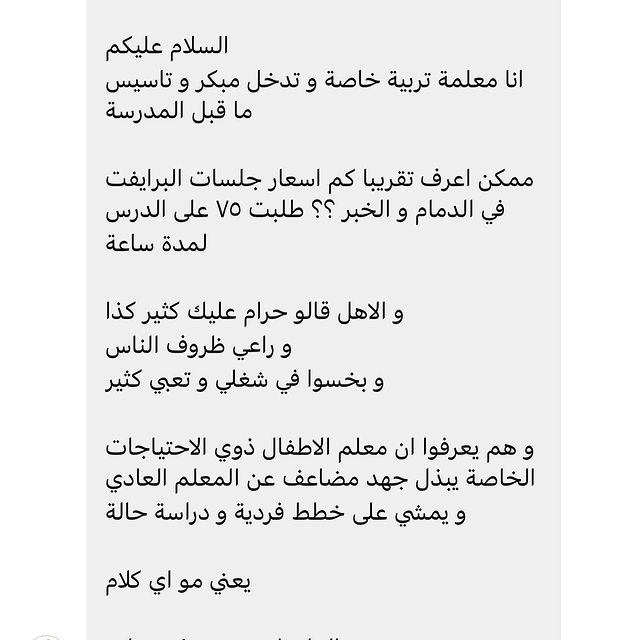 السلام عليكم
انا معلمة تربية خاصة و تدخل مبكر و تاسيس
ما قبل المدرسة
ممكن اعرف تقريبا كم اسعار جلسات البرايفت
في الدمام و الخبر ؟؟ طلبت ٧٥ على الدرس
لمدة ساعة
و الاهل قالو حرام عليك كثير كذا
و راعي ظروف الناس
و بخسوا في شغلي و تعبي كثير
و هم يعرفوا ان معلم الاطفال ذوي الاحتياجات
الخاصة يبذل جهد مضاعف عن المعلم العادي
و يمشي على خطط فردية و دراسة حالة
يعني مو اي كلام